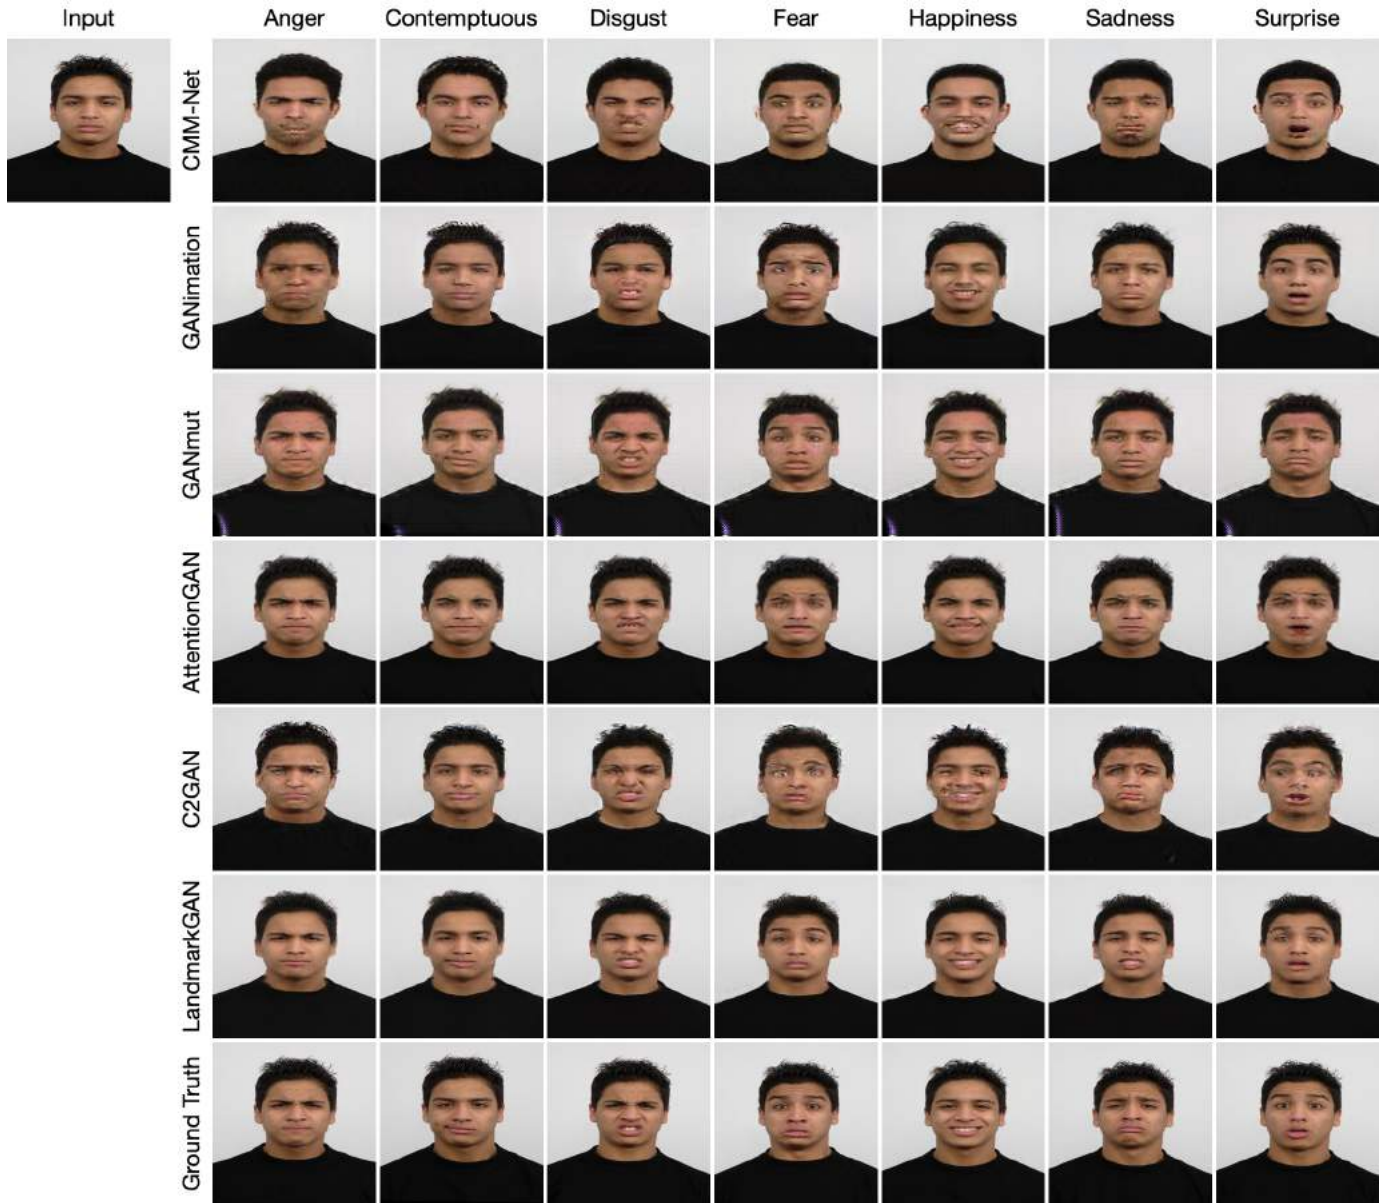 Input Anger Contemptuous Disgust Fear Happiness Sadness Surprise
CMM-Net
GANimation
GANmut
AttentionGAN
C2GAN
LandmarkGAN
Ground Truth